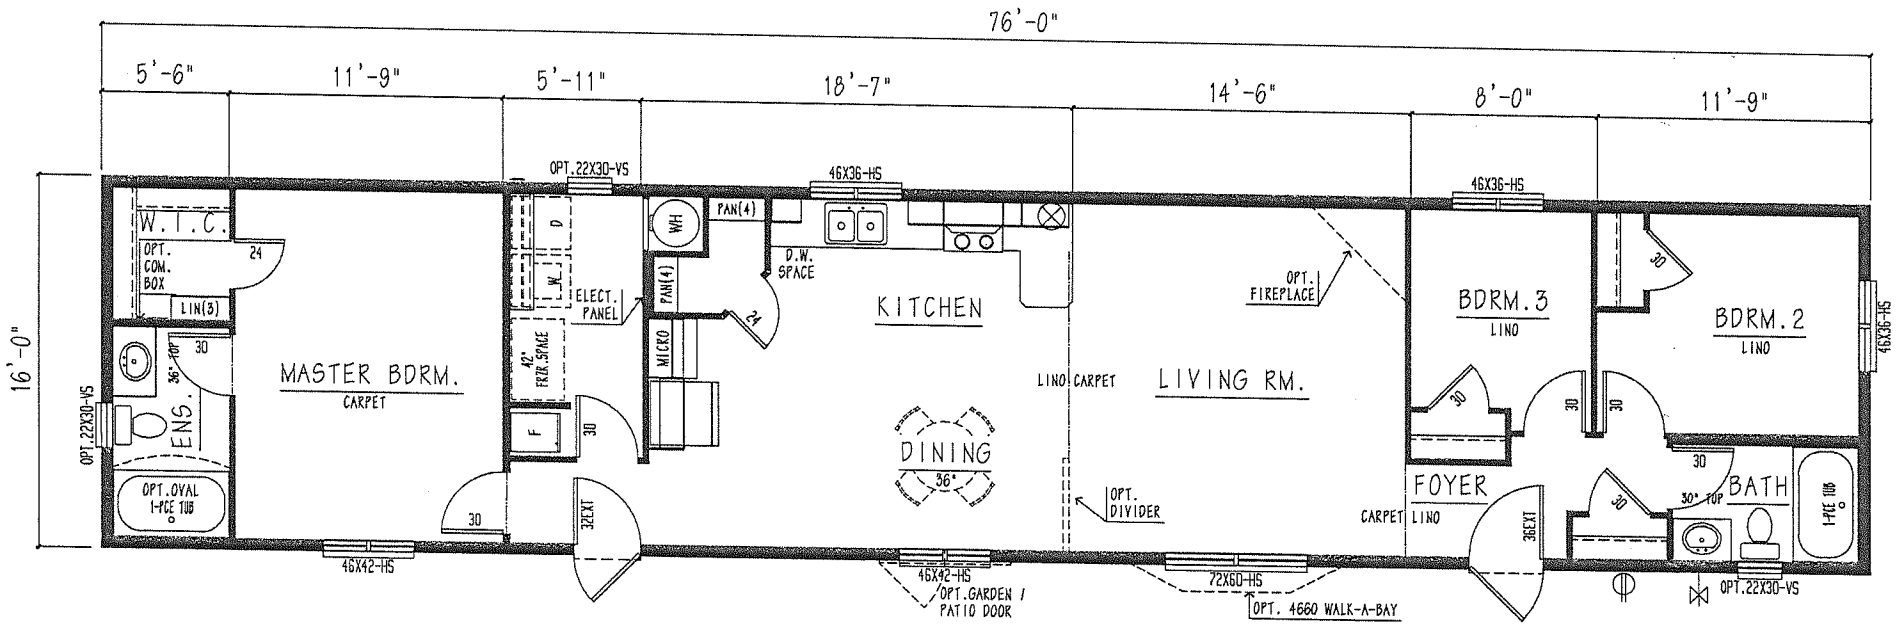 76'-0"
5'-6"
11'-9"
5'-11"
18'-7"
14'-6"
8'-0"
11'-9"
16'-0"
OPT.22X30-VS
46X36-HS
46X36-HS
W.I.C.
OPT.
COM.
BOX
24
LIN(3)
D
W
ELECT.
PANEL
WH
PAN(4)
PAN(4)
24
D.W.
SPACE
KITCHEN
OPT.
FIREPLACE
BDRM.3
LINO
30
BDRM.2
LINO
46X36-HS
30
36" TOP
ENS.
OPT.22X30-VS
MASTER BDRM.
CARPET
42"
FRZR.SPACE
MICRO
F
30
LINO
CARPET
LIVING RM.
30
30
30
DINING
36"
OPT.OVAL
1-PCE TUB
30
32EXT
OPT.
DIVIDER
FOYER
CARPET
LINO
36EXT
30
30
30" TOP
BATH
1-PCE TUB
46X42-HS
46X42-HS
OPT.GARDEN /
PATIO DOOR
72X60-HS
OPT. 4660 WALK-A-BAY
OPT.22X30-VS